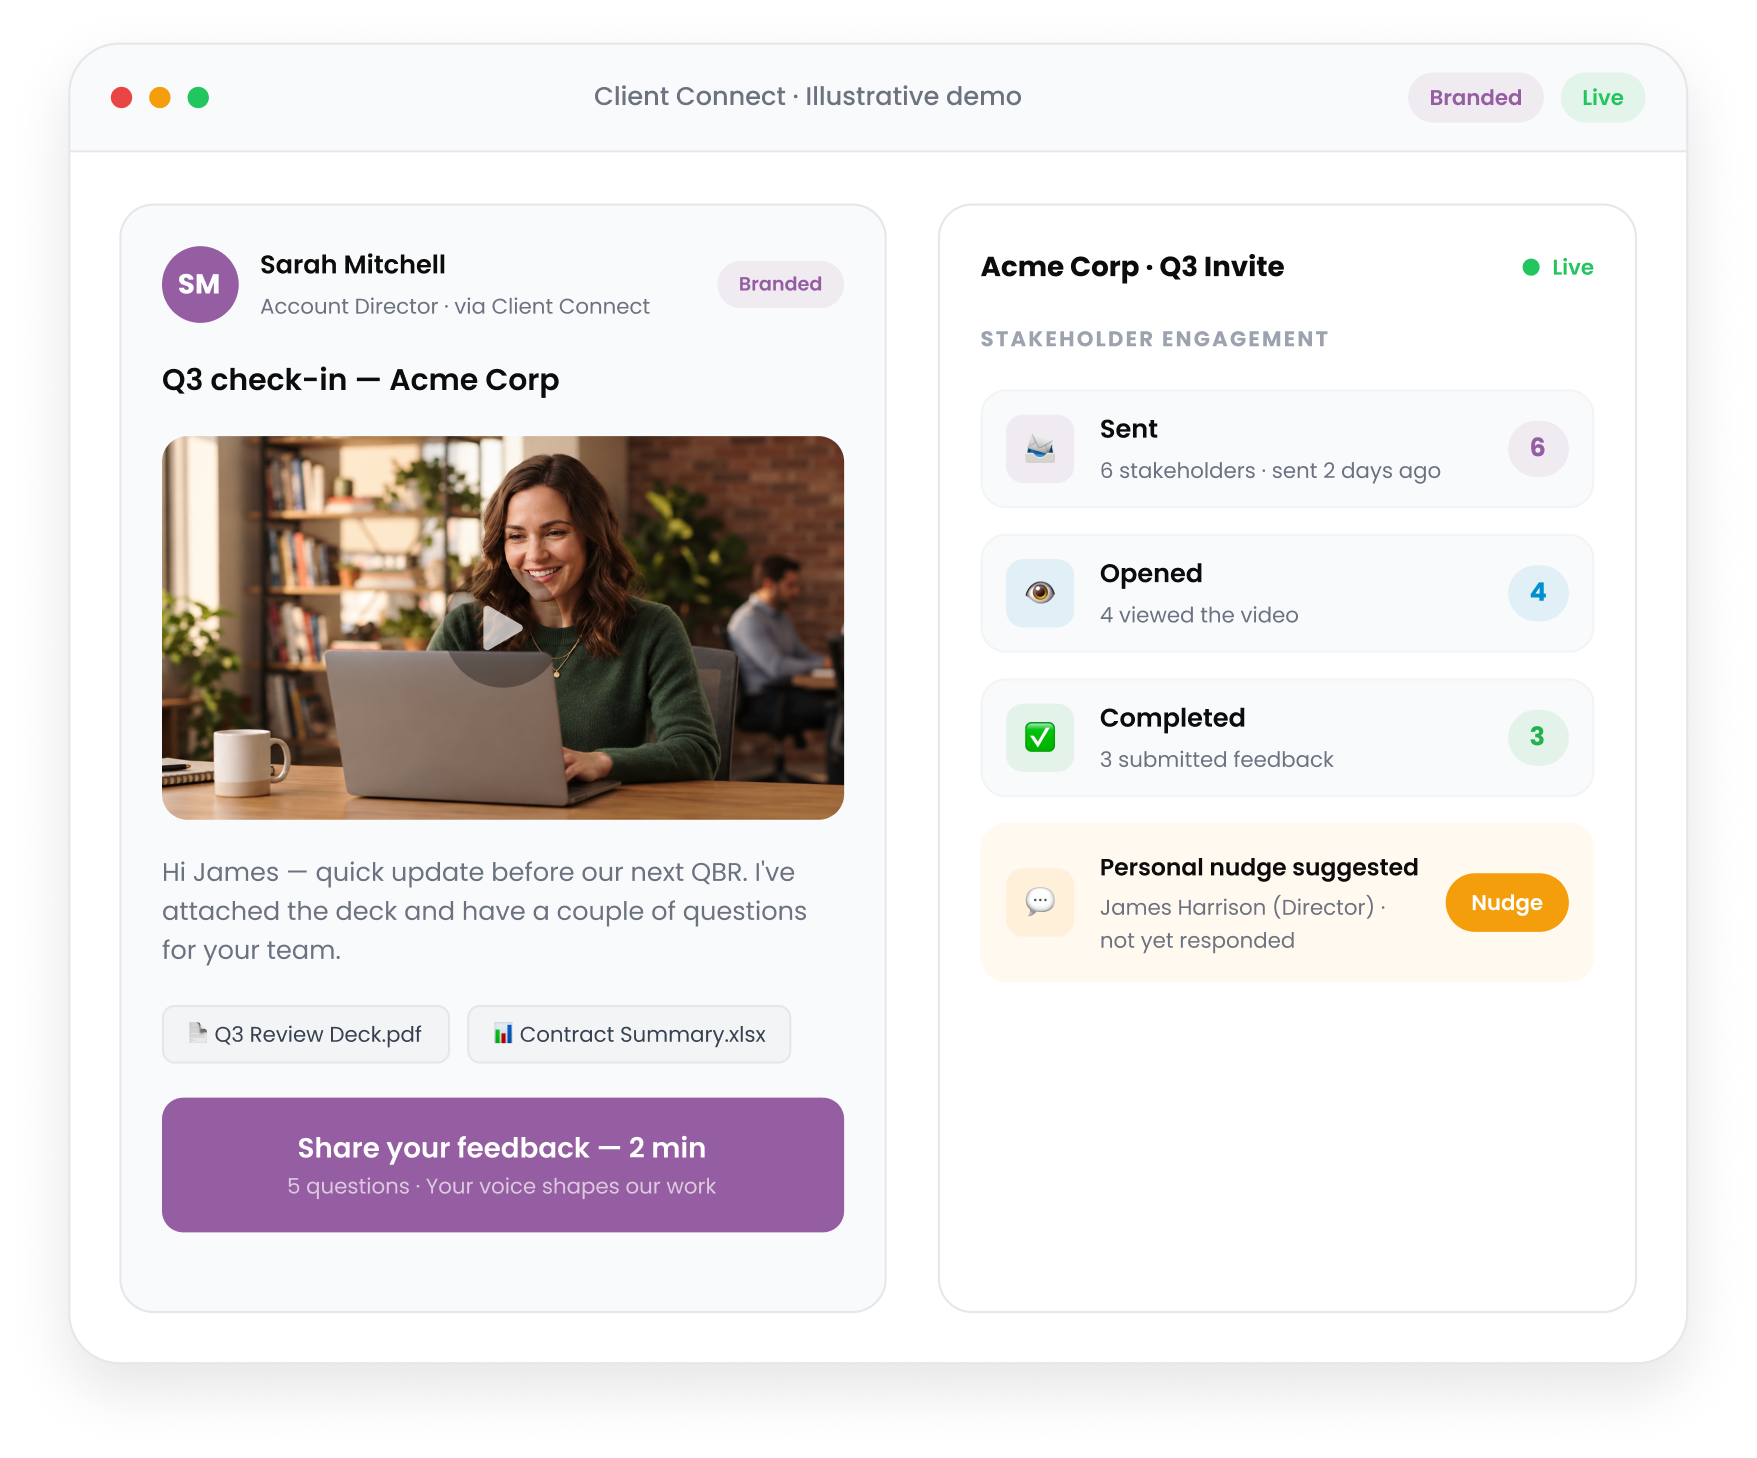 Client Connect · Illustrative demo
Branded
Live
SM
Sarah Mitchell
Account Director · via Client Connect
Branded
Q3 check-in — Acme Corp
Hi James — quick update before our next QBR. I've
attached the deck and have a couple of questions
for your team.
Q3 Review Deck.pdf
Contract Summary.xlsx
Share your feedback — 2 min
5 questions · Your voice shapes our work
Acme Corp · Q3 Invite
Live
STAKEHOLDER ENGAGEMENT
Sent
6 stakeholders · sent 2 days ago
6
Opened
4 viewed the video
4
Completed
3 submitted feedback
3
Personal nudge suggested
James Harrison (Director) ·
not yet responded
Nudge